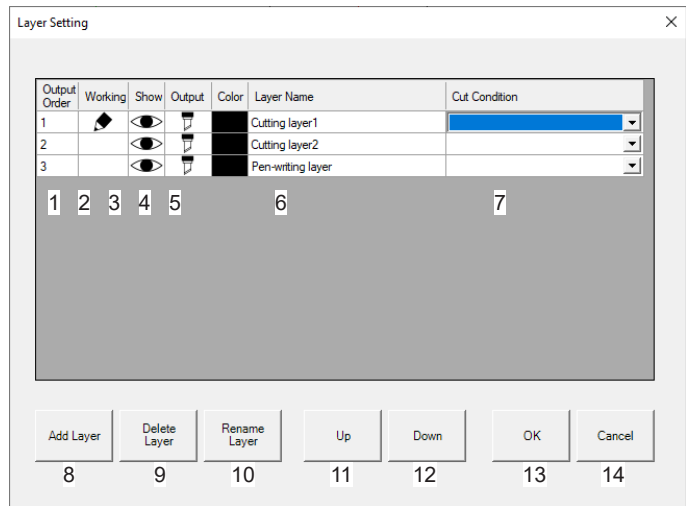 Layer Setting
Output Order Working Show Output Color Layer Name Cut Condition
1 Cutting layer1
2 Cutting layer2
3 Pen-writing layer
1 2 3 4 5 6 7
Add Layer Delete Layer Rename Layer Up Down OK Cancel
8 9 10 11 12 13 14